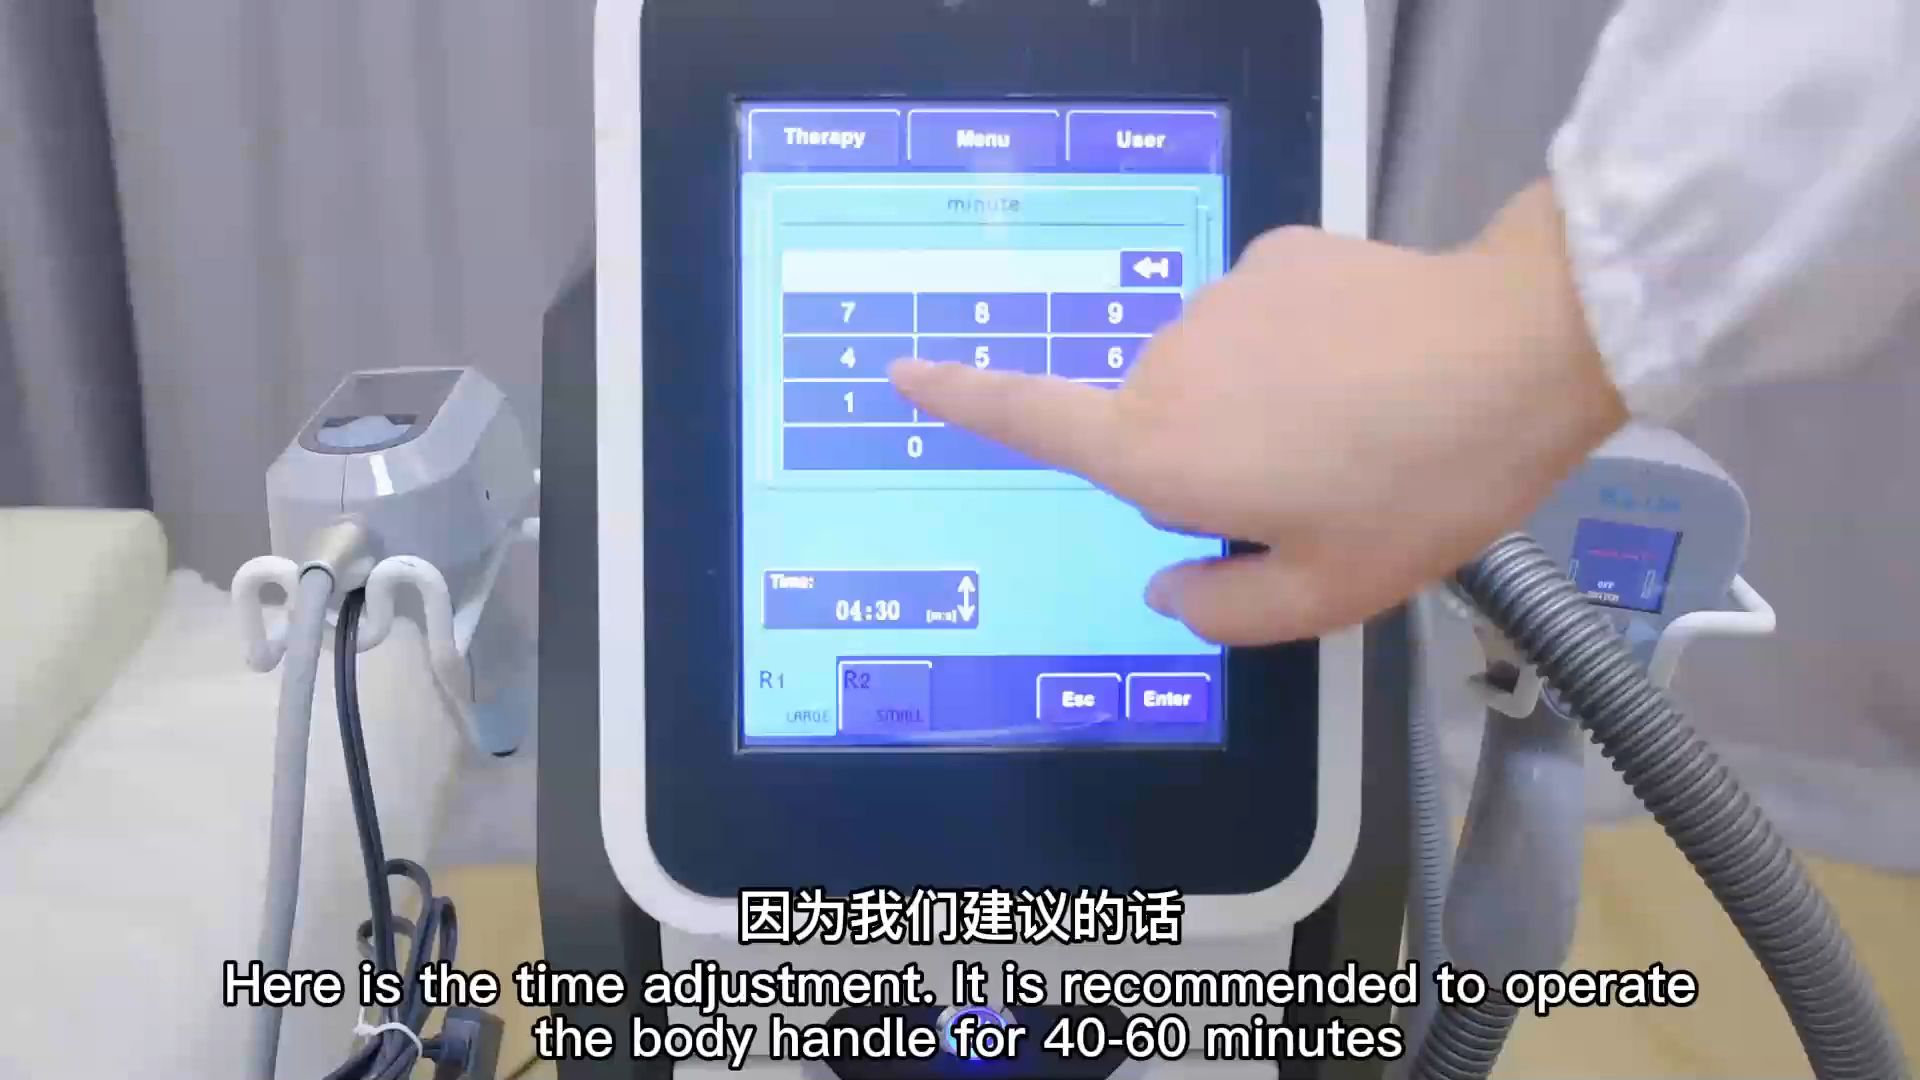 Therapy
Menu
User
minute
7
8
9
4
5
6
1
0
Time:
04:30
[m:s]
R1
LARGE
R2
SMALL
Esc
Enter
OFF
因为我们建议的话
Here is the time adjustment. It is recommended to operate
the body handle for 40-60 minutes